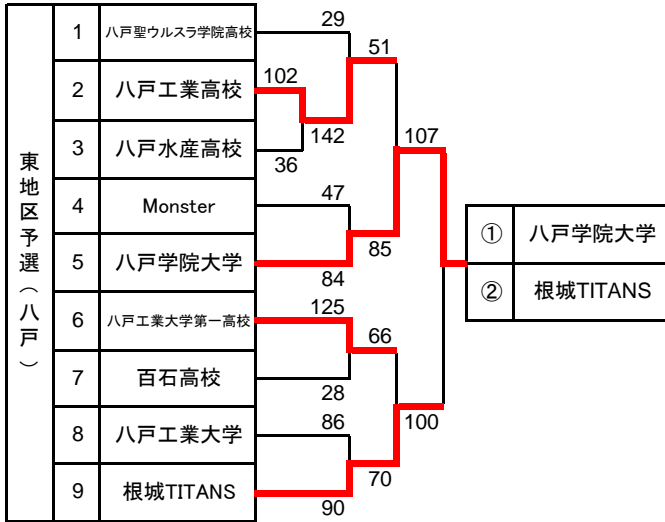 東地区予選（八戸）
1 八戸聖ウルスラ学院高校
2 八戸工業高校
3 八戸水産高校
4 Monster
5 八戸学院大学
6 八戸工業大学第一高校
7 百石高校
8 八戸工業大学
9 根城TITANS
29
102
36
142
51
47
84
85
107
125
28
66
86
90
70
100
① 八戸学院大学
② 根城TITANS